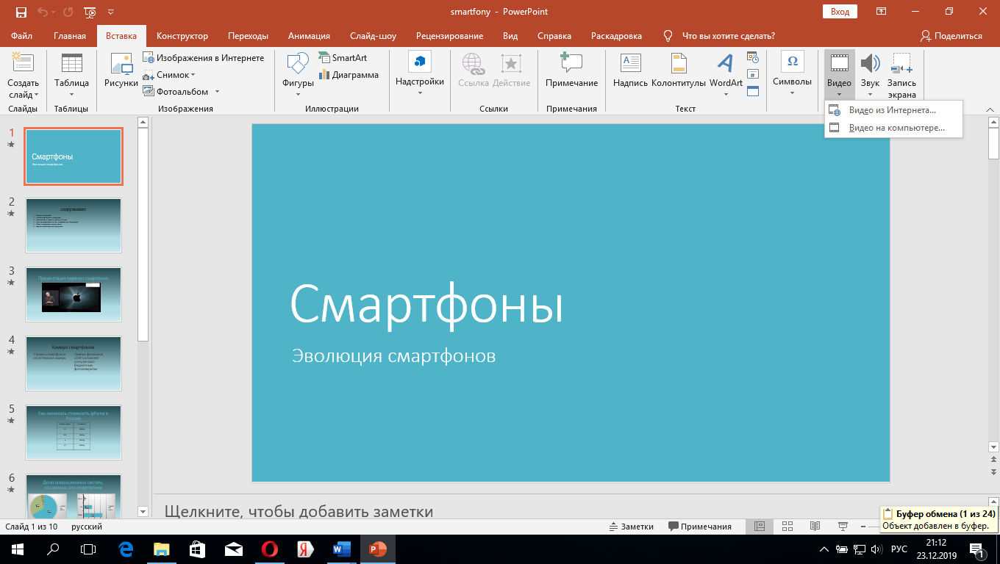 smartfony - PowerPoint
Вход
Файл Главная Вставка Конструктор Переходы Анимация Слайд-шоу Рецензирование Вид Справка Раскадровка Что вы хотите сделать? Поделиться
Создать слайд
Слайды
Таблица
Таблицы
Рисунки
Изображения в Интернете
Снимок
Фотоальбом
Изображения
Фигуры
SmartArt
Диаграмма
Иллюстрации
Надстройки
Ссылка Действие
Ссылки
Примечание
Примечания
Надпись Колонтитулы WordArt
Текст
Символы
Видео Звук Запись экрана
Видео из Интернета...
Видео на компьютере...
1
Смартфоны
Эволюция смартфонов
2
содержание
3
Презентация первого смартфона
4
Камера смартфонов
5
Как менялась стоимость iphone в России
6
Доля операционных систем, созданных для смартфонов
Смартфоны
Эволюция смартфонов
Щелкните, чтобы добавить заметки
Буфер обмена (1 из 24)
Объект добавлен в буфер.
Слайд 1 из 10 русский Заметки Примечания
РУС
21:12
23.12.2019
1